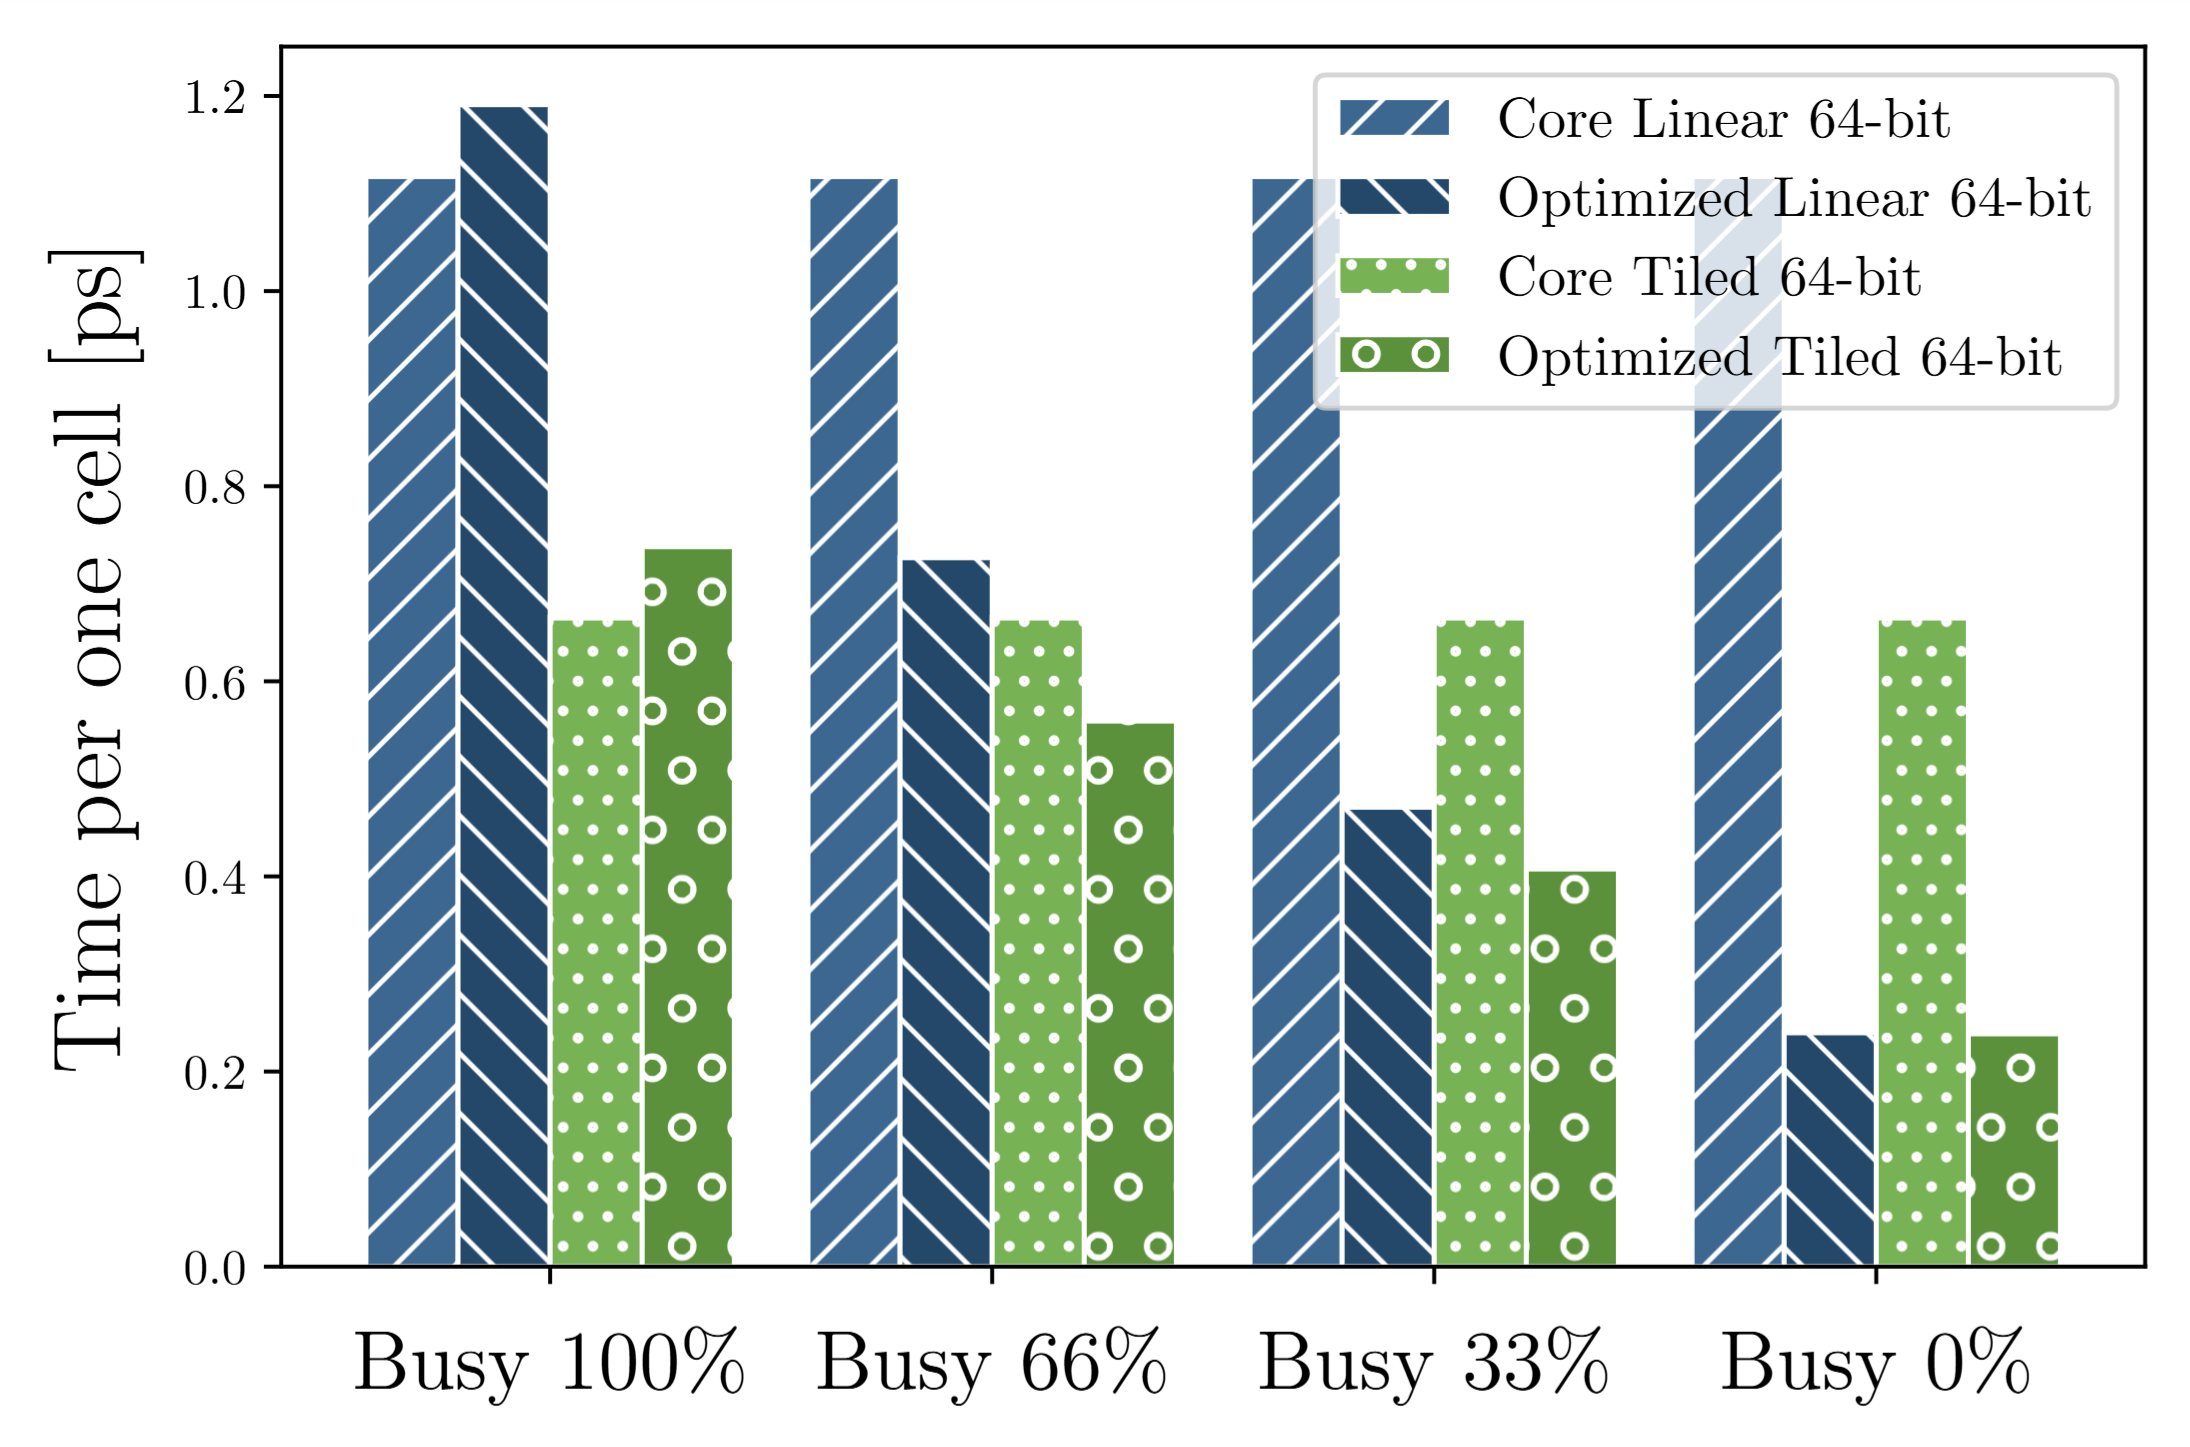 Time per one cell [ps]
1.2
1.0
0.8
0.6
0.4
0.2
0.0
Core Linear 64-bit
Optimized Linear 64-bit
Core Tiled 64-bit
Optimized Tiled 64-bit
Busy 100%
Busy 66%
Busy 33%
Busy 0%